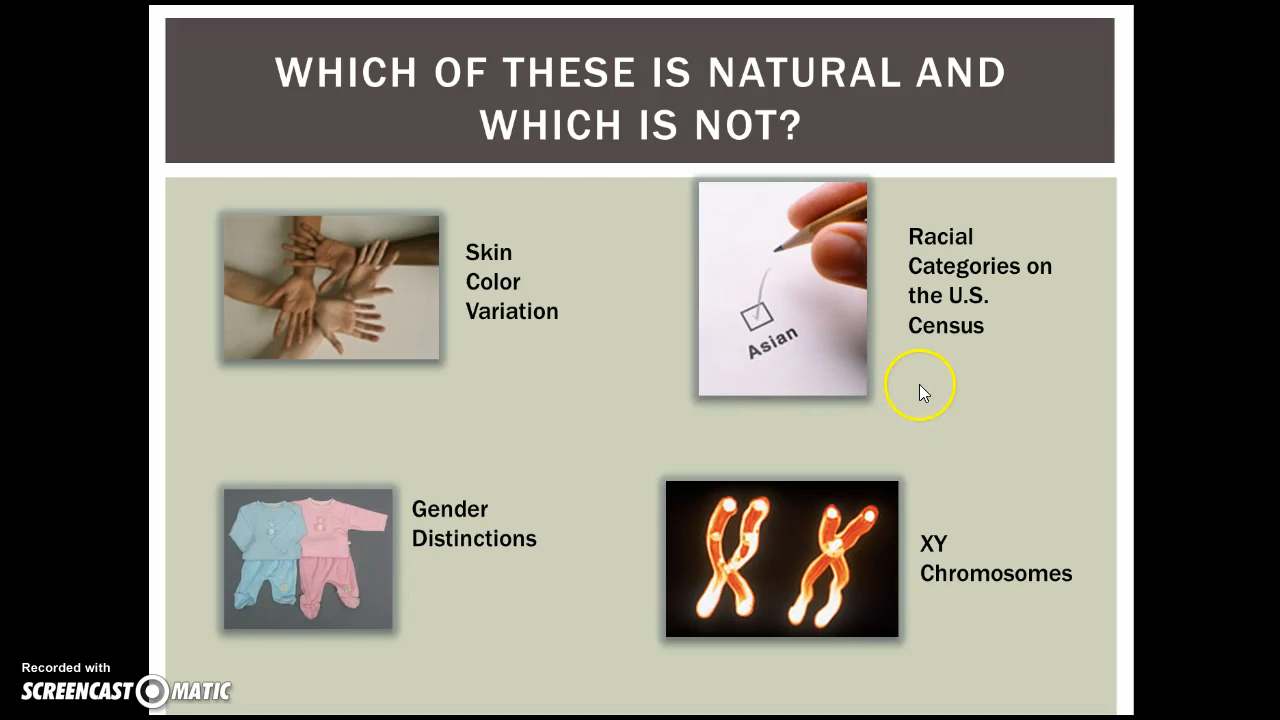 WHICH OF THESE IS NATURAL AND
WHICH IS NOT?
Skin
Color
Variation
Asian
Racial
Categories on
the U.S.
Census
Gender
Distinctions
XY
Chromosomes
Recorded with
SCREENCAST MATIC